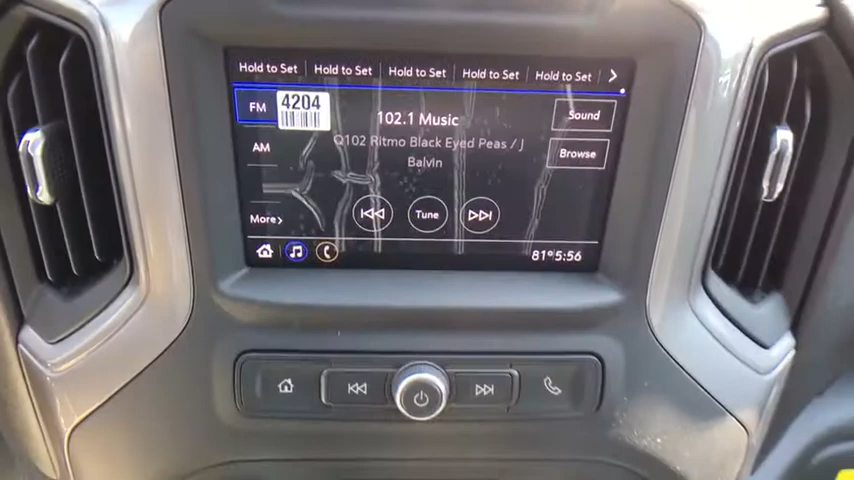 Hold to Set Hold to Set Hold to Set Hold to Set Hold to Set
FM
4204
102.1 Music
Sound
Q102 Ritmo Black Eyed Peas / J
Balvin
AM
Browse
More
Tune
81° 5:56